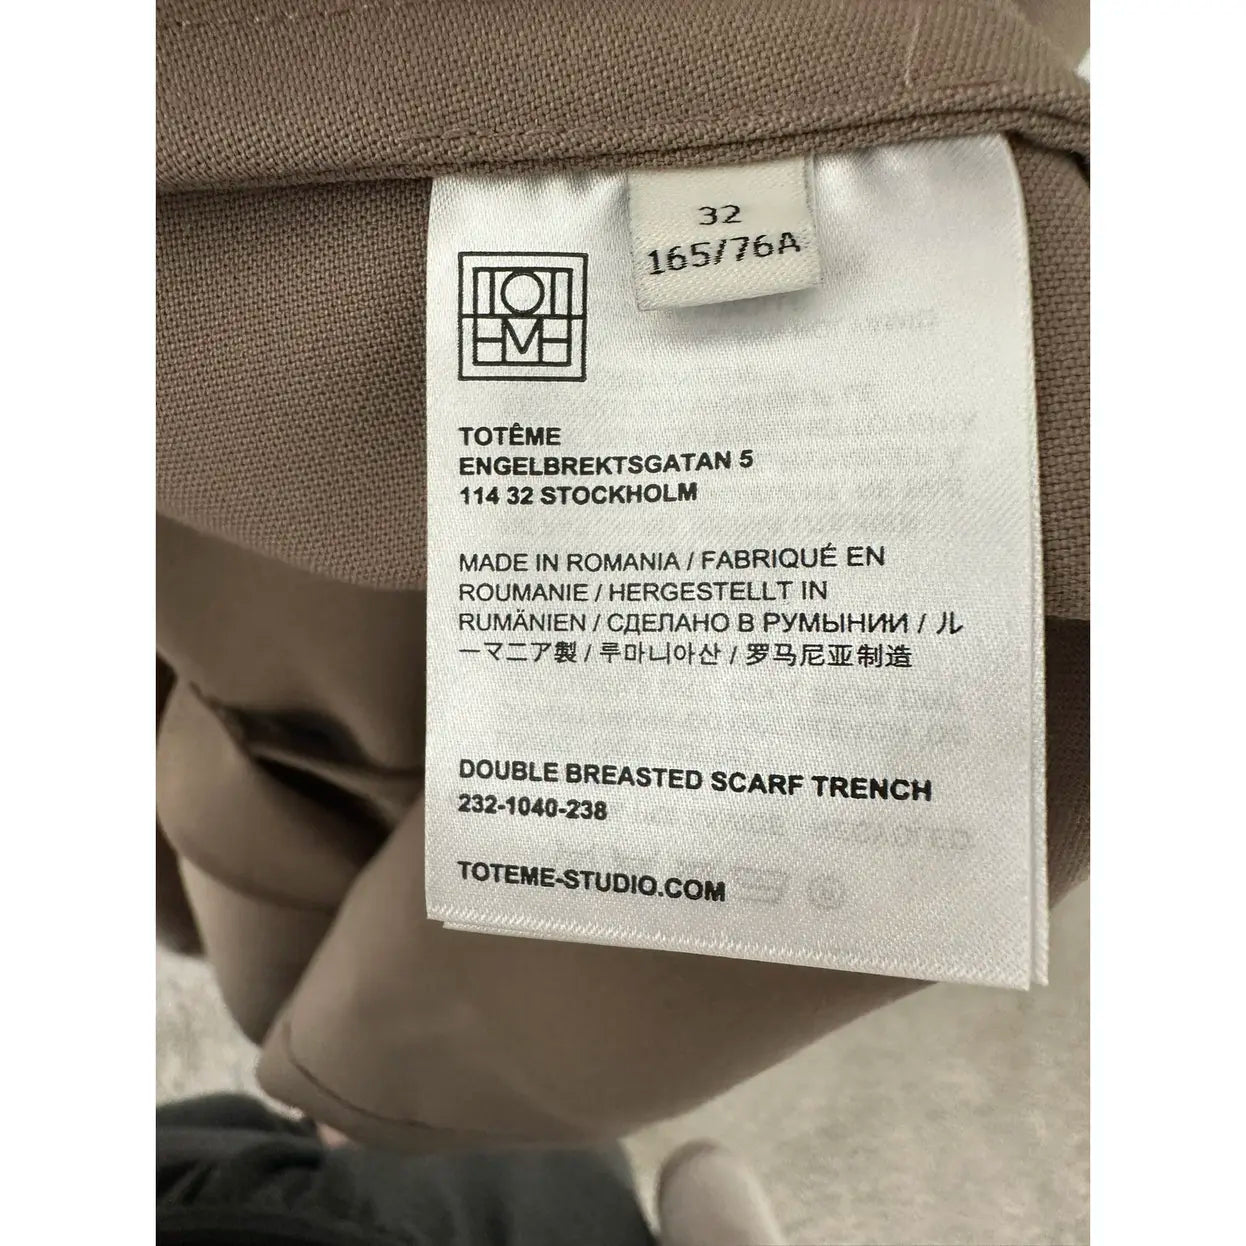 32
165/76A
TOTEME
TOTÊME
ENGELBREKTSGATAN 5
114 32 STOCKHOLM
MADE IN ROMANIA / FABRIQUÉ EN
ROUMANIE / HERGESTELLT IN
RUMÄNIEN / СДЕЛАНО В РУМЫНИИ / ル
ーマニア製 / 루마니아산 / 罗马尼亚制造
DOUBLE BREASTED SCARF TRENCH
232-1040-238
TOTEME-STUDIO.COM